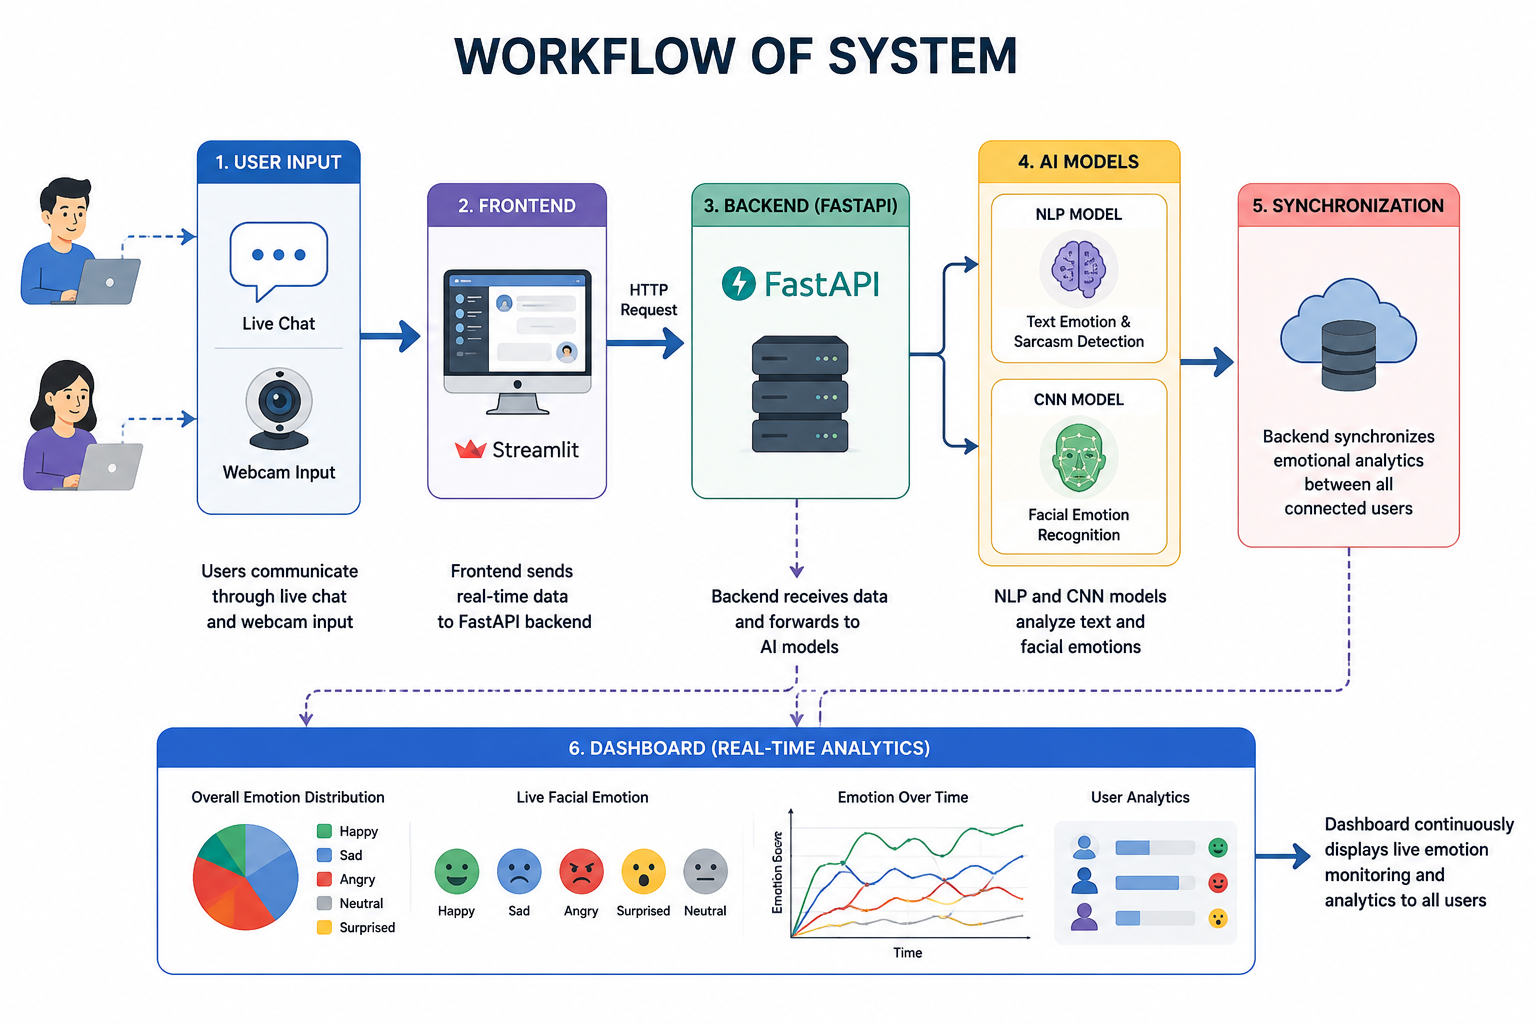 WORKFLOW OF SYSTEM
1. USER INPUT
Live Chat
Webcam Input
Users communicate
through live chat
and webcam input
2. FRONTEND
Streamlit
Frontend sends
real-time data
to FastAPI backend
HTTP
Request
3. BACKEND (FASTAPI)
FastAPI
Backend receives data
and forwards to
AI models
4. AI MODELS
NLP MODEL
Text Emotion &
Sarcasm Detection
CNN MODEL
Facial Emotion
Recognition
NLP and CNN models
analyze text and
facial emotions
5. SYNCHRONIZATION
Backend synchronizes
emotional analytics
between all
connected users
6. DASHBOARD (REAL-TIME ANALYTICS)
Overall Emotion Distribution
Happy
Sad
Angry
Neutral
Surprised
Live Facial Emotion
Happy
Sad
Angry
Surprised
Neutral
Emotion Over Time
Emotion
Time
User Analytics
Dashboard continuously
displays live emotion
monitoring and
analytics to all users